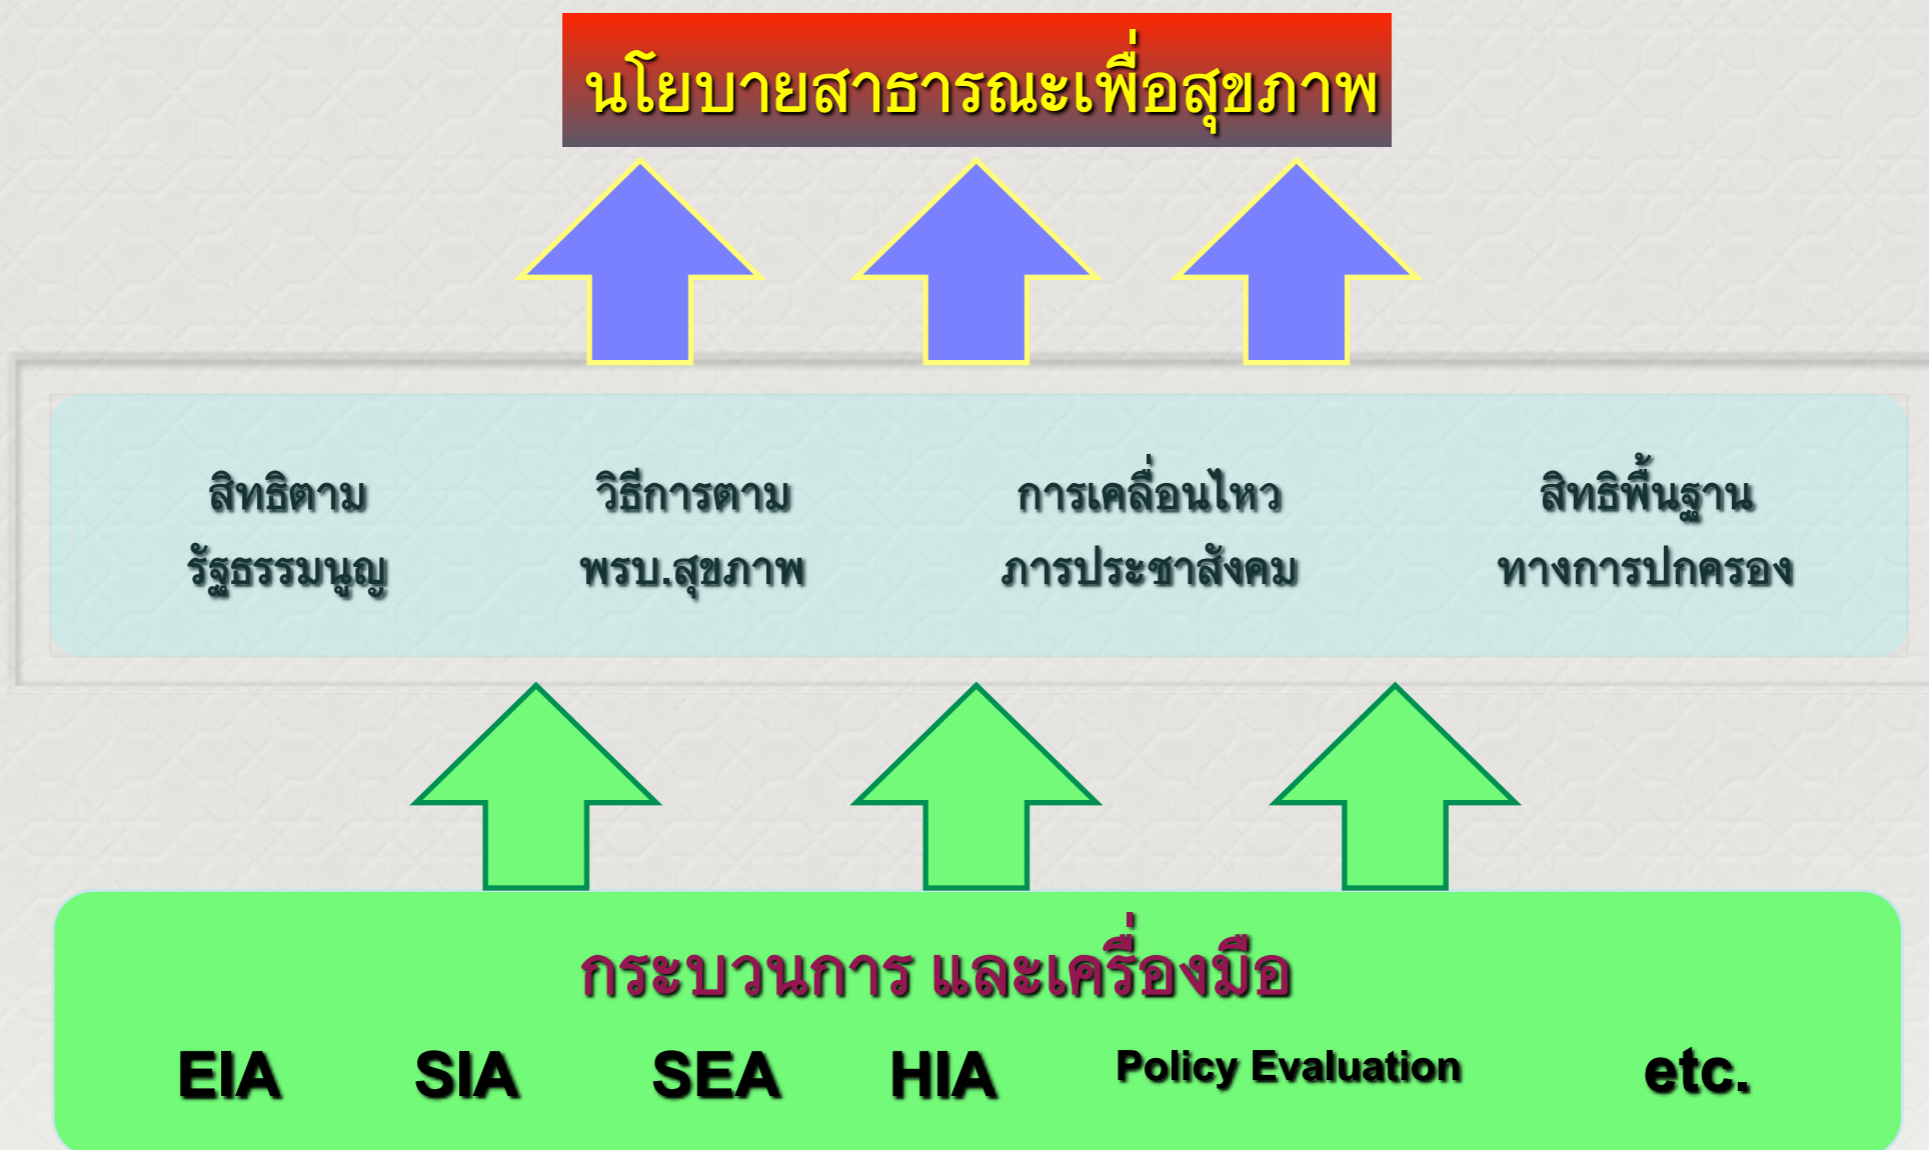 นโยบายสาธารณะเพื่อสุขภาพ
สิทธิตาม
รัฐธรรมนูญ
วิธีการตาม
พรบ.สุขภาพ
การเคลื่อนไหว
ภารประชาสังคม
สิทธิพื้นฐาน
ทางการปกครอง
กระบวนการ และเครื่องมือ
EIA SIA SEA HIA Policy Evaluation etc.